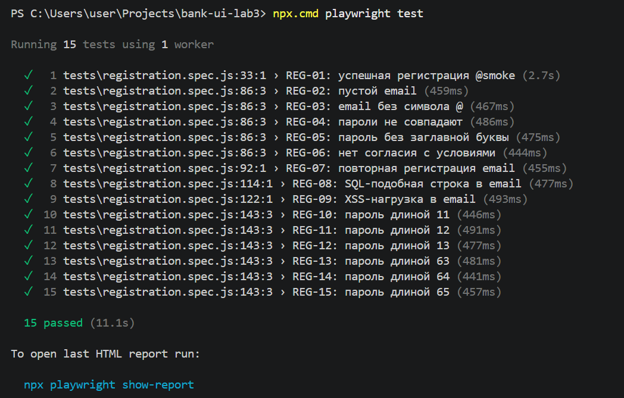 PS C:\Users\user\Projects\bank-ui-lab3> npx.cmd playwright test
Running 15 tests using 1 worker
✓ 1 tests\registration.spec.js:33:1 › REG-01: успешная регистрация @smoke (2.7s)
✓ 2 tests\registration.spec.js:86:3 › REG-02: пустой email (459ms)
✓ 3 tests\registration.spec.js:86:3 › REG-03: email без символа @ (467ms)
✓ 4 tests\registration.spec.js:86:3 › REG-04: пароли не совпадают (486ms)
✓ 5 tests\registration.spec.js:86:3 › REG-05: пароль без заглавной буквы (475ms)
✓ 6 tests\registration.spec.js:86:3 › REG-06: нет согласия с условиями (444ms)
✓ 7 tests\registration.spec.js:92:1 › REG-07: повторная регистрация email (455ms)
✓ 8 tests\registration.spec.js:114:1 › REG-08: SQL-подобная строка в email (477ms)
✓ 9 tests\registration.spec.js:122:1 › REG-09: XSS-нагрузка в email (493ms)
✓ 10 tests\registration.spec.js:143:3 › REG-10: пароль длиной 11 (446ms)
✓ 11 tests\registration.spec.js:143:3 › REG-11: пароль длиной 12 (491ms)
✓ 12 tests\registration.spec.js:143:3 › REG-12: пароль длиной 13 (477ms)
✓ 13 tests\registration.spec.js:143:3 › REG-13: пароль длиной 63 (481ms)
✓ 14 tests\registration.spec.js:143:3 › REG-14: пароль длиной 64 (441ms)
✓ 15 tests\registration.spec.js:143:3 › REG-15: пароль длиной 65 (457ms)
15 passed (11.1s)
To open last HTML report run:
npx playwright show-report